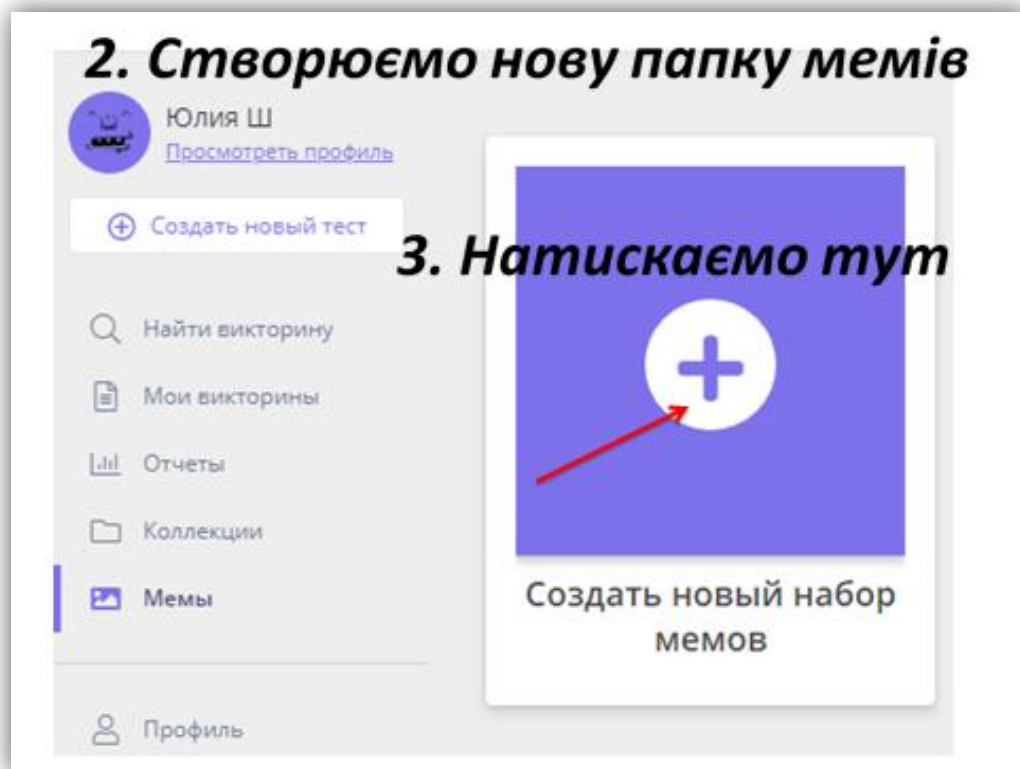 2. Створюємо нову папку мемів
Юлия Ш
Просмотреть профиль
Создать новый тест
3. Натискаємо тут
Найти викторину
Мои викторины
Отчеты
Коллекции
Мемы
Создать новый набор
мемов
Профиль